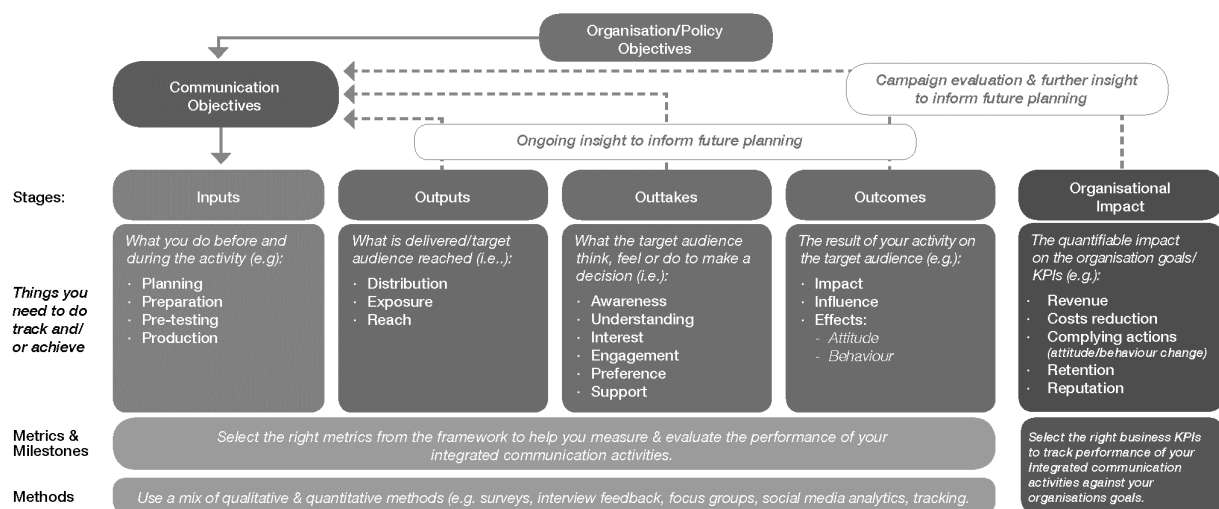 Organisation/Policy
Objectives
Communication
Objectives
Campaign evaluation & further insight
to inform future planning
Ongoing insight to inform future planning
Stages:
Inputs
Outputs
Outtakes
Outcomes
Organisational
Impact
Things you
need to do
track and/
or achieve
What you do before and
during the activity (e.g):
· Planning
· Preparation
· Pre-testing
· Production
What is delivered/target
audience reached (i.e..):
· Distribution
· Exposure
· Reach
What the target audience
think, feel or do to make a
decision (i.e.):
· Awareness
· Understanding
· Interest
· Engagement
· Preference
· Support
The result of your activity on
the target audience (e.g.):
· Impact
· Influence
· Effects:
- Attitude
- Behaviour
The quantifiable impact
on the organisation goals/
KPIs (e.g.):
· Revenue
· Costs reduction
· Complying actions
(attitude/behaviour change)
· Retention
· Reputation
Metrics &
Milestones
Select the right metrics from the framework to help you measure & evaluate the performance of your
integrated communication activities.
Select the right business KPIs
to track performance of your
Integrated communication
activities against your
organisations goals.
Methods
Use a mix of qualitative & quantitative methods (e.g. surveys, interview feedback, focus groups, social media analytics, tracking.